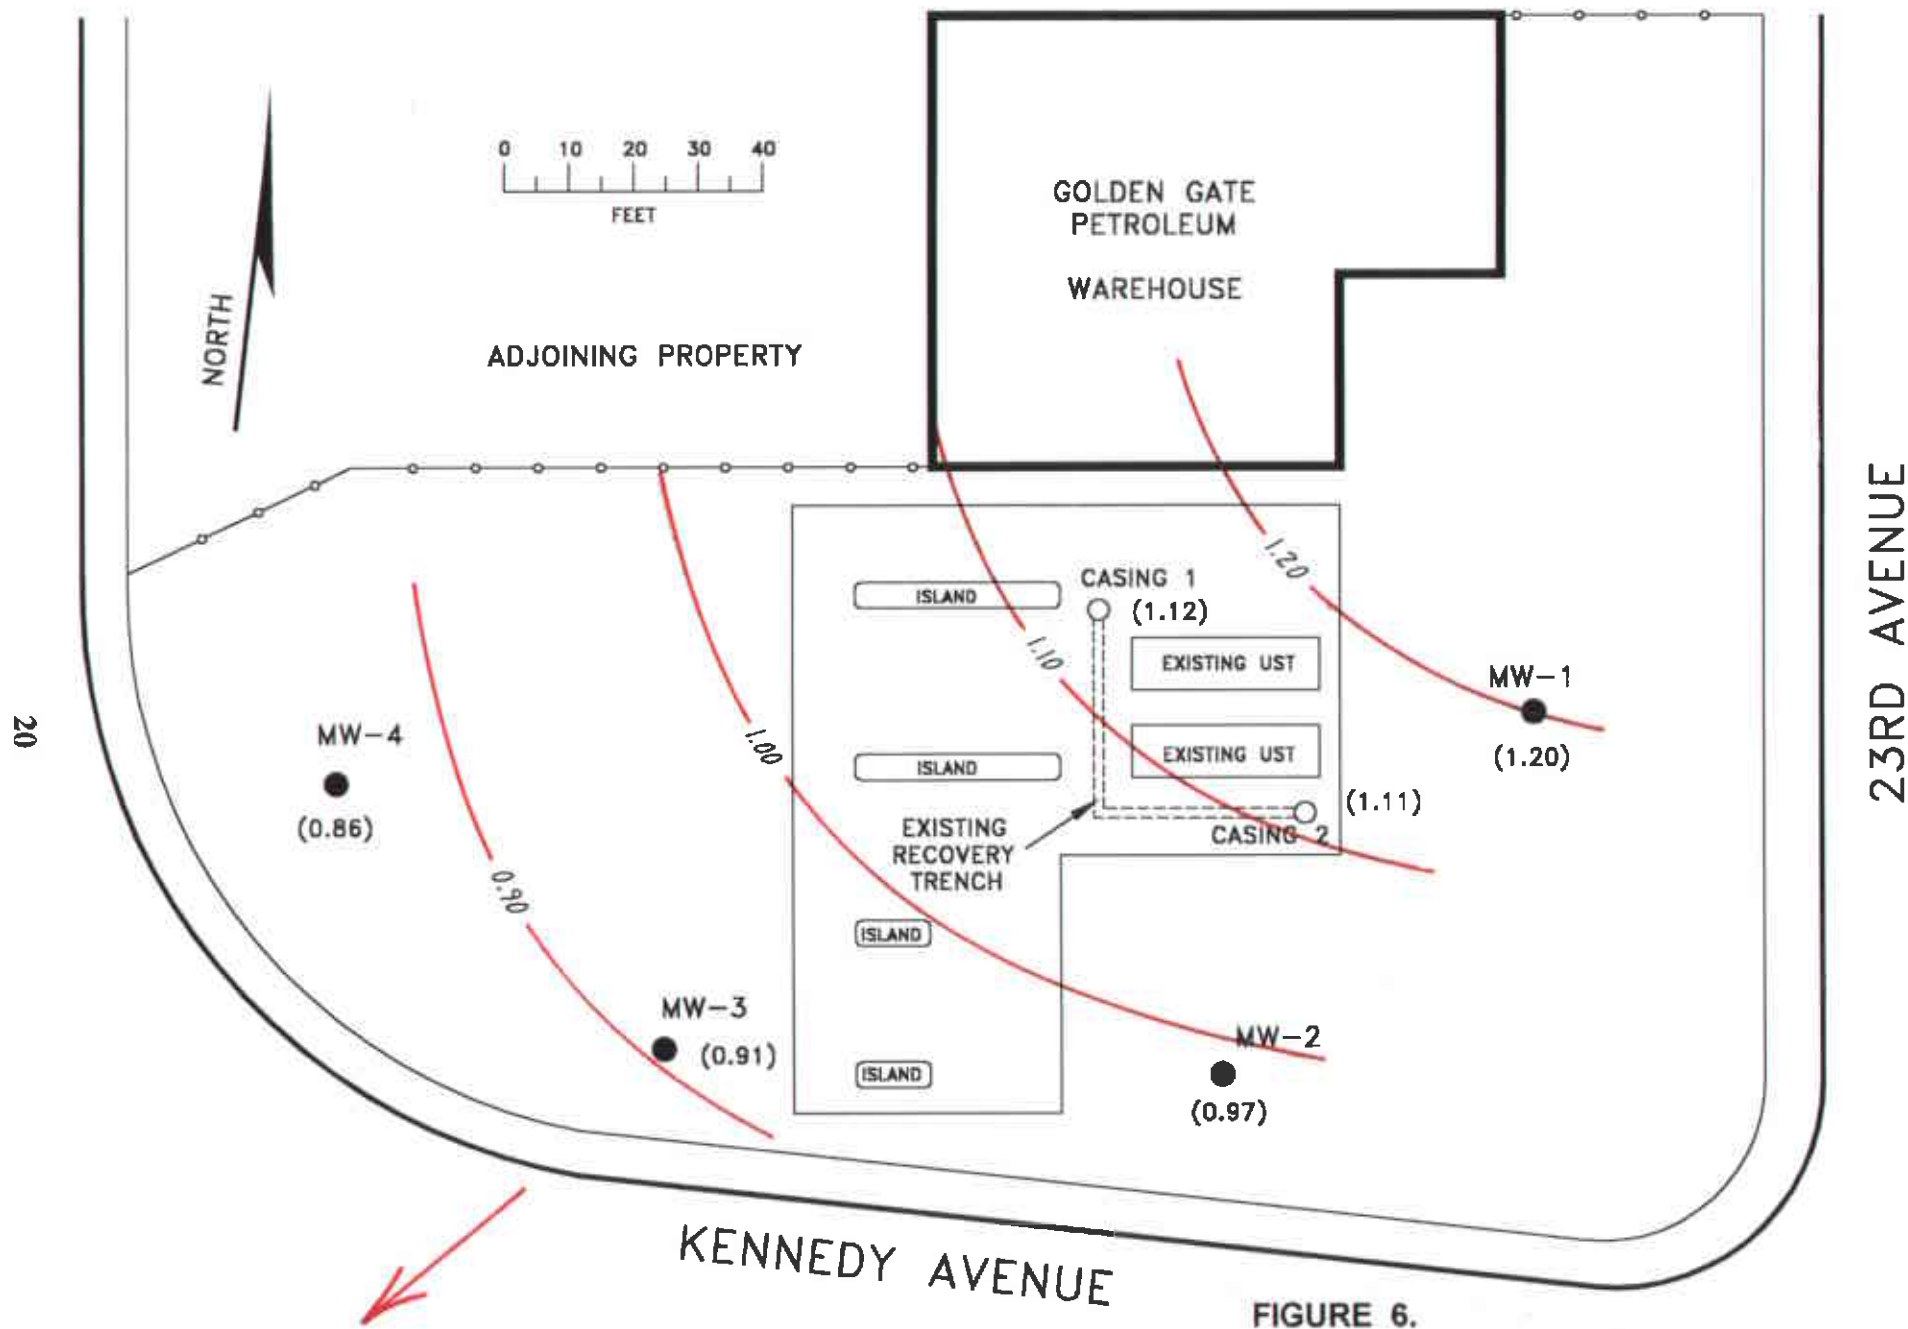 0 10 20 30 40
FEET
NORTH
GOLDEN GATE
PETROLEUM
WAREHOUSE
ADJOINING PROPERTY
23RD AVENUE
1.20
CASING 1
(1.12)
ISLAND
1.10
EXISTING UST
MW-1
(1.20)
20
MW-4
(0.86)
1.00
ISLAND
EXISTING UST
(1.11)
CASING 2
EXISTING
RECOVERY
TRENCH
0.90
ISLAND
MW-3
(0.91)
MW-2
(0.97)
ISLAND
KENNEDY AVENUE
FIGURE 6.